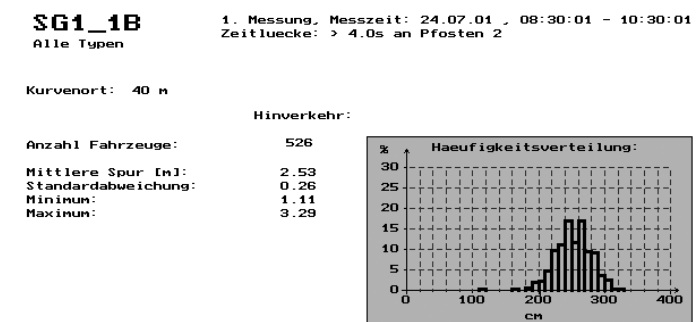 SG1_1B
1. Messung, Messzeit: 24.07.01 , 08:30:01 - 10:30:01
Alle Typen
Zeitluecke: > 4.0s an Pfosten 2
Kurvenort: 40 m
Hinverkehr:
Anzahl Fahrzeuge: 526
Mittlere Spur [m]: 2.53
Standardabweichung: 0.26
Minimum: 1.11
Maximum: 3.29
% Haeufigkeitsverteilung:
30
25
20
15
10
5
0
0 100 200 300 400
cm